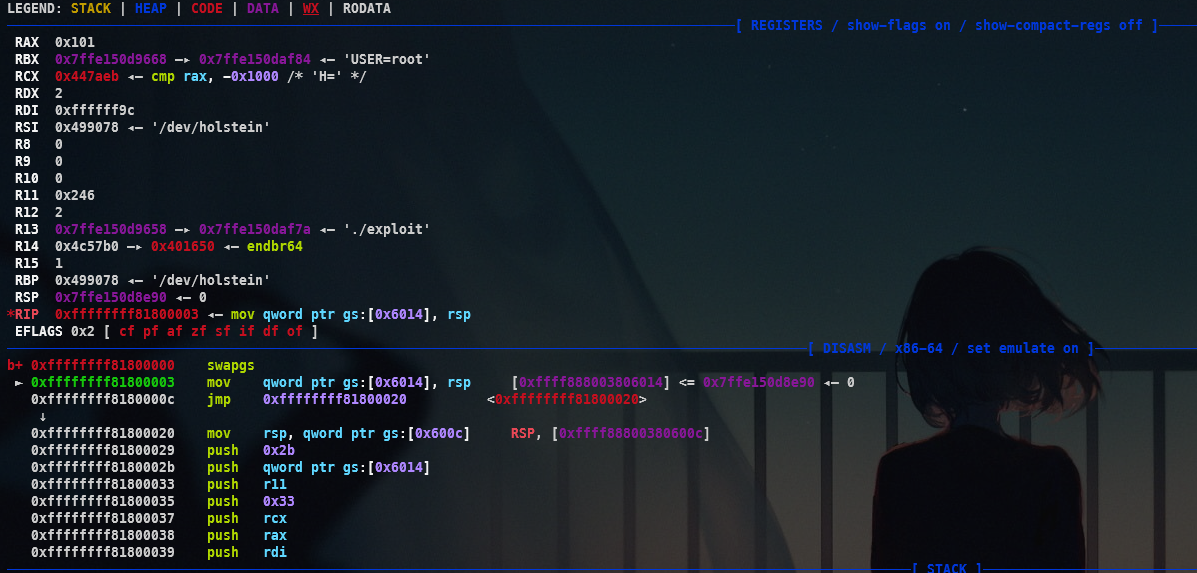 LEGEND: STACK | HEAP | CODE | DATA | WX | RODATA
[ REGISTERS / show-flags on / show-compact-regs off ]
RAX 0x101
RBX 0x7ffe150d9668 —▸ 0x7ffe150daf84 ◂— 'USER=root'
RCX 0x447aeb ◂— cmp rax, -0x1000 /* 'H=' */
RDX 2
RDI 0xffffff9c
RSI 0x499078 ◂— '/dev/holstein'
R8 0
R9 0
R10 0
R11 0x246
R12 2
R13 0x7ffe150d9658 —▸ 0x7ffe150daf7a ◂— './exploit'
R14 0x4c57b0 —▸ 0x401650 ◂— endbr64
R15 1
RBP 0x499078 ◂— '/dev/holstein'
RSP 0x7ffe150d8e90 ◂— 0
*RIP 0xffffffff81800003 ◂— mov qword ptr gs:[0x6014], rsp
EFLAGS 0x2 [ cf pf af zf sf if df of ]
[ DISASM / x86-64 / set emulate on ]
b+ 0xffffffff81800000 swapgs
► 0xffffffff81800003 mov qword ptr gs:[0x6014], rsp [0xffff888003806014] <= 0x7ffe150d8e90 ◂— 0
0xffffffff8180000c jmp 0xffffffff81800020 <0xffffffff81800020>
↓
0xffffffff81800020 mov rsp, qword ptr gs:[0x600c] RSP, [0xffff88800380600c]
0xffffffff81800029 push 0x2b
0xffffffff8180002b push qword ptr gs:[0x6014]
0xffffffff81800033 push r11
0xffffffff81800035 push 0x33
0xffffffff81800037 push rcx
0xffffffff81800038 push rax
0xffffffff81800039 push rdi
[ STACK ]